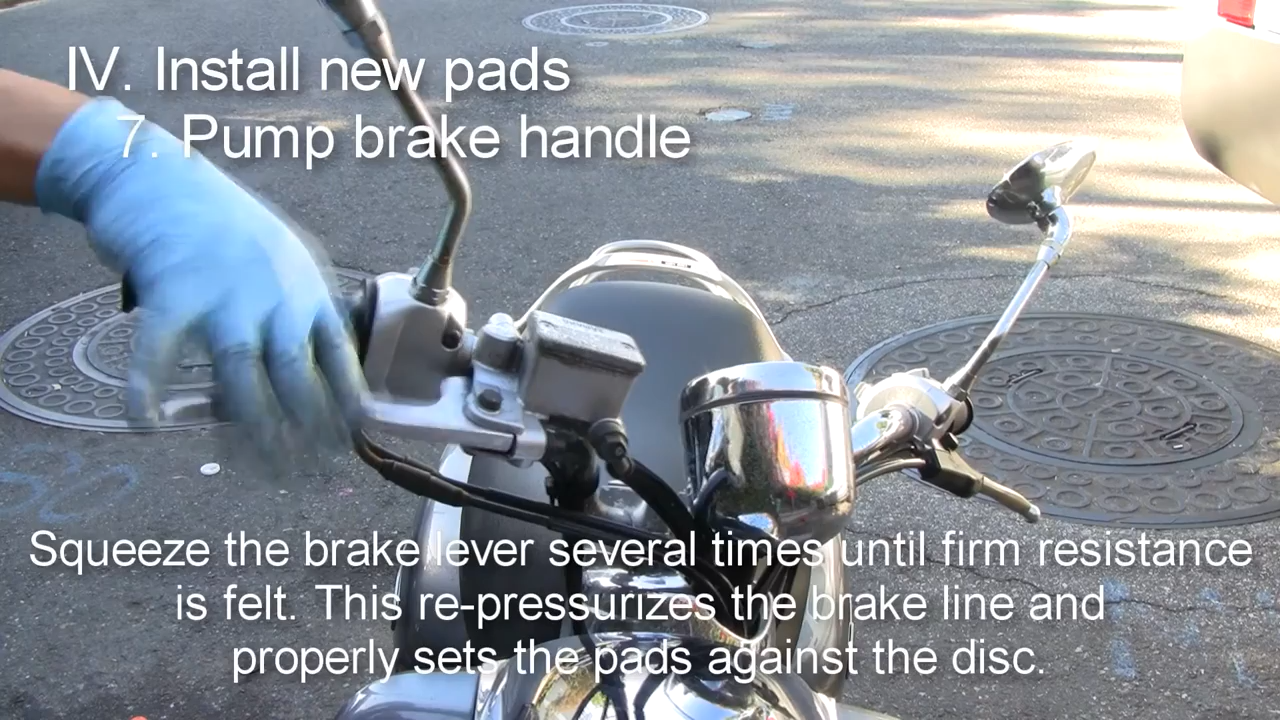 IV. Install new pads
7. Pump brake handle
Squeeze the brake lever several times until firm resistance
is felt. This re-pressurizes the brake line and
properly sets the pads against the disc.